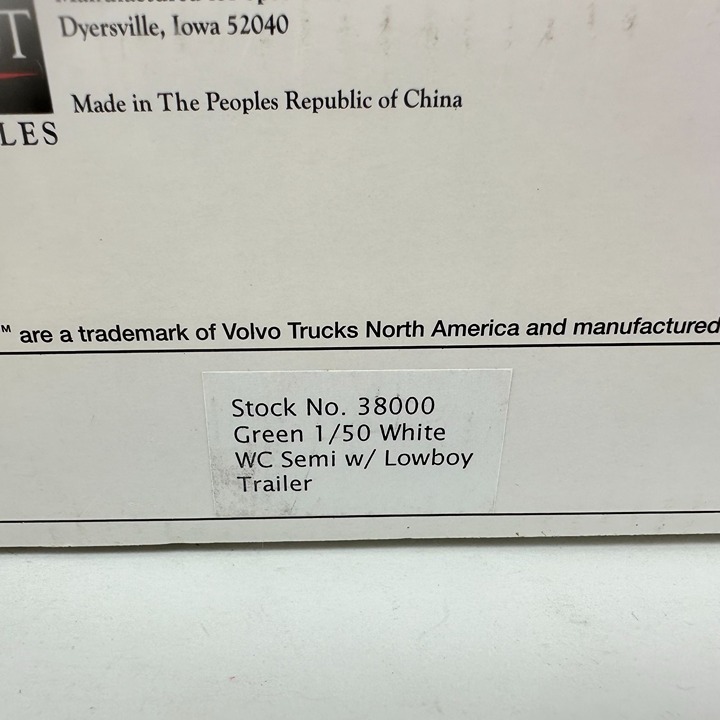 Dyersville, Iowa 52040
T
Made in The Peoples Republic of China
LES
™ are a trademark of Volvo Trucks North America and manufactured
Stock No. 38000
Green 1/50 White
WC Semi w/ Lowboy
Trailer